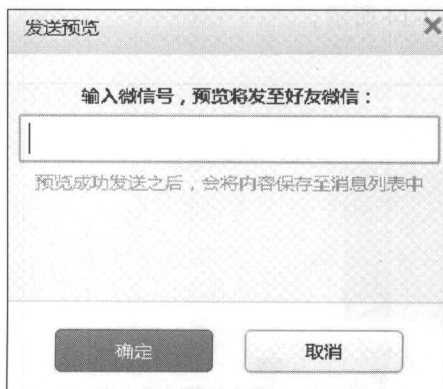 发送预览
输入微信号，预览将发至好友微信：
预览成功发送之后，会将内容保存至消息列表中
确定
取消